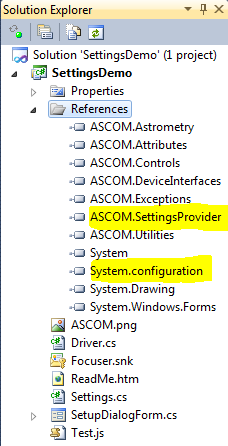 Solution Explorer
Solution 'SettingsDemo' (1 project)
SettingsDemo
Properties
References
ASCOM.Astrometry
ASCOM.Attributes
ASCOM.Controls
ASCOM.DeviceInterfaces
ASCOM.Exceptions
ASCOM.SettingsProvider
ASCOM.Utilities
System
System.configuration
System.Drawing
System.Windows.Forms
ASCOM.png
Driver.cs
Focuser.snk
ReadMe.htm
Settings.cs
SetupDialogForm.cs
Test.js